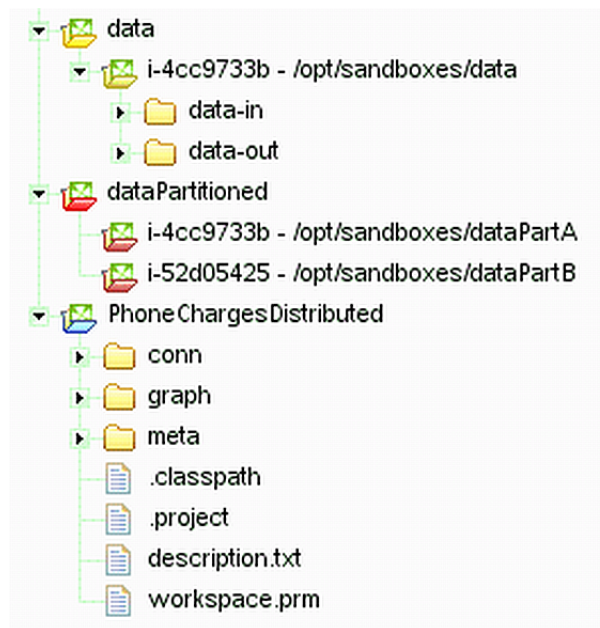 data
i-4cc9733b - /opt/sandboxes/data
data-in
data-out
dataPartitioned
i-4cc9733b - /opt/sandboxes/dataPartA
i-52d05425 - /opt/sandboxes/dataPartB
PhoneChargesDistributed
conn
graph
meta
.classpath
.project
description.txt
workspace.prm